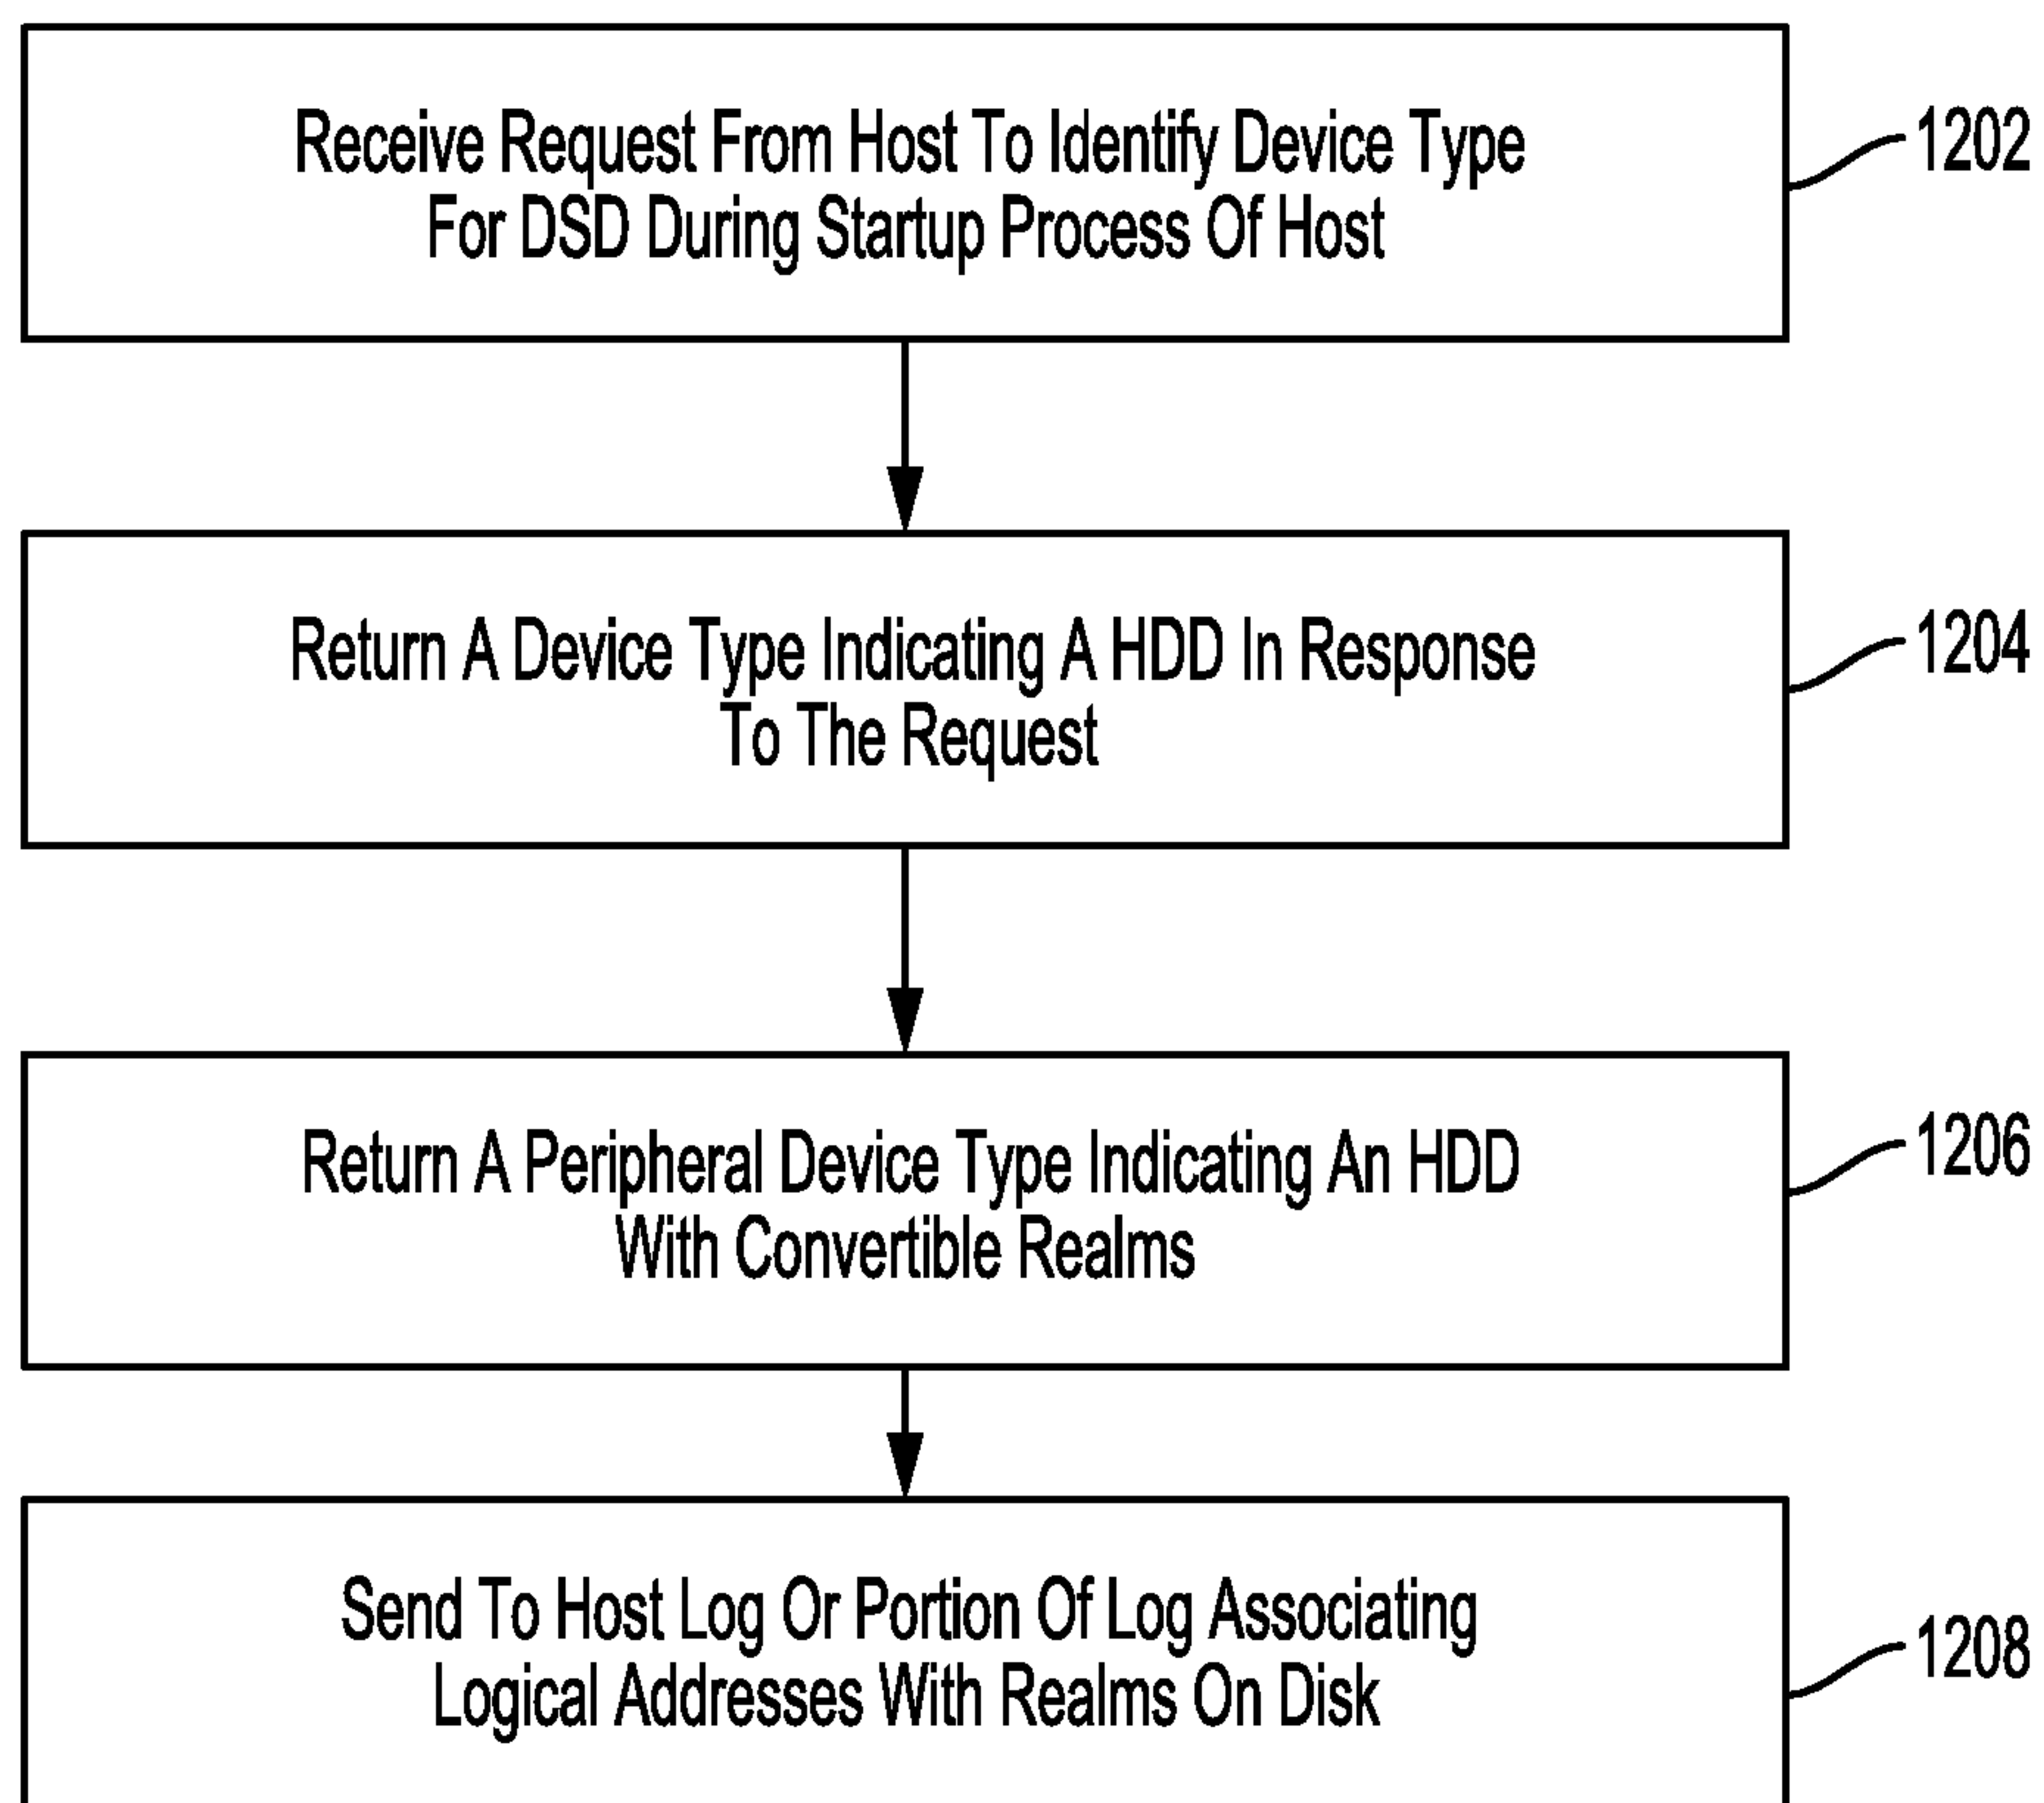 Receive Request From Host To Identify Device Type
For DSD During Startup Process Of Host
1202
Return A Device Type Indicating A HDD In Response
To The Request
1204
Return A Peripheral Device Type Indicating An HDD
With Convertible Realms
1206
Send To Host Log Or Portion Of Log Associating
Logical Addresses With Realms On Disk
1208